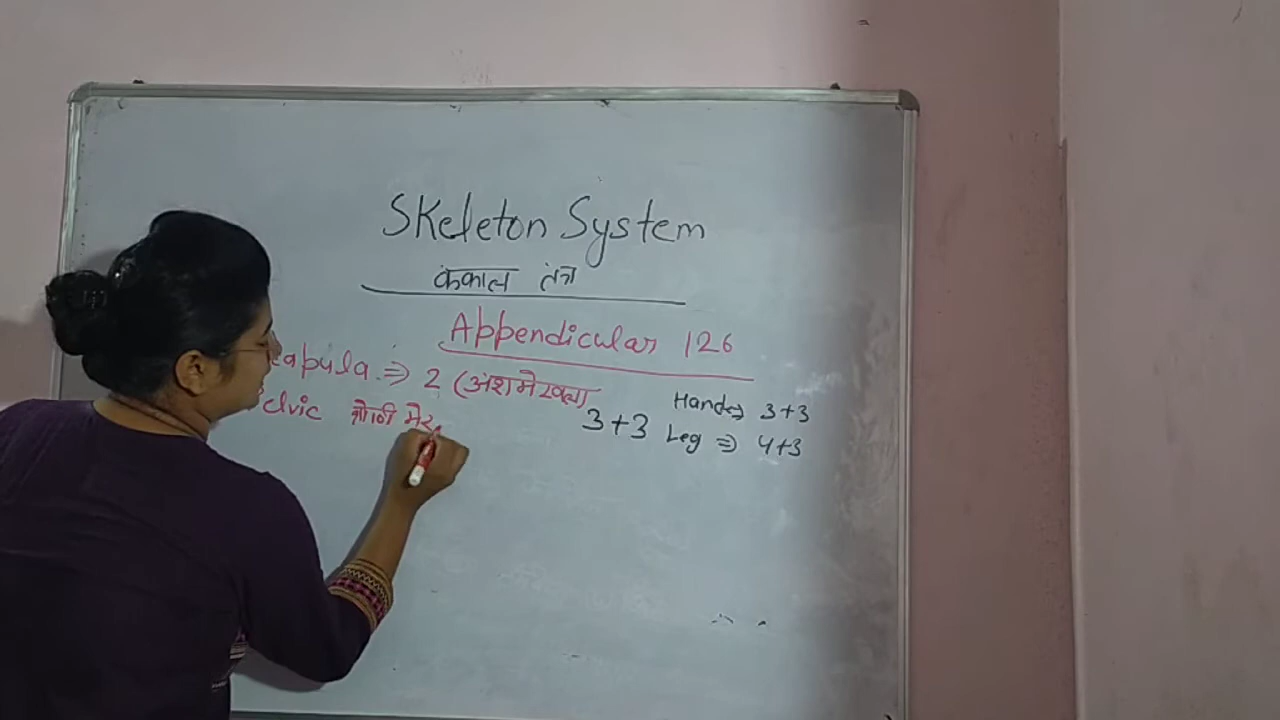 Skeleton System
कंकाल तंत्र
Appendicular 126
capula ⇒ 2 (अंशमेखला
elvic श्रोणी मेख
3+3
Hand ⇒ 3+3
Leg ⇒ 4+3